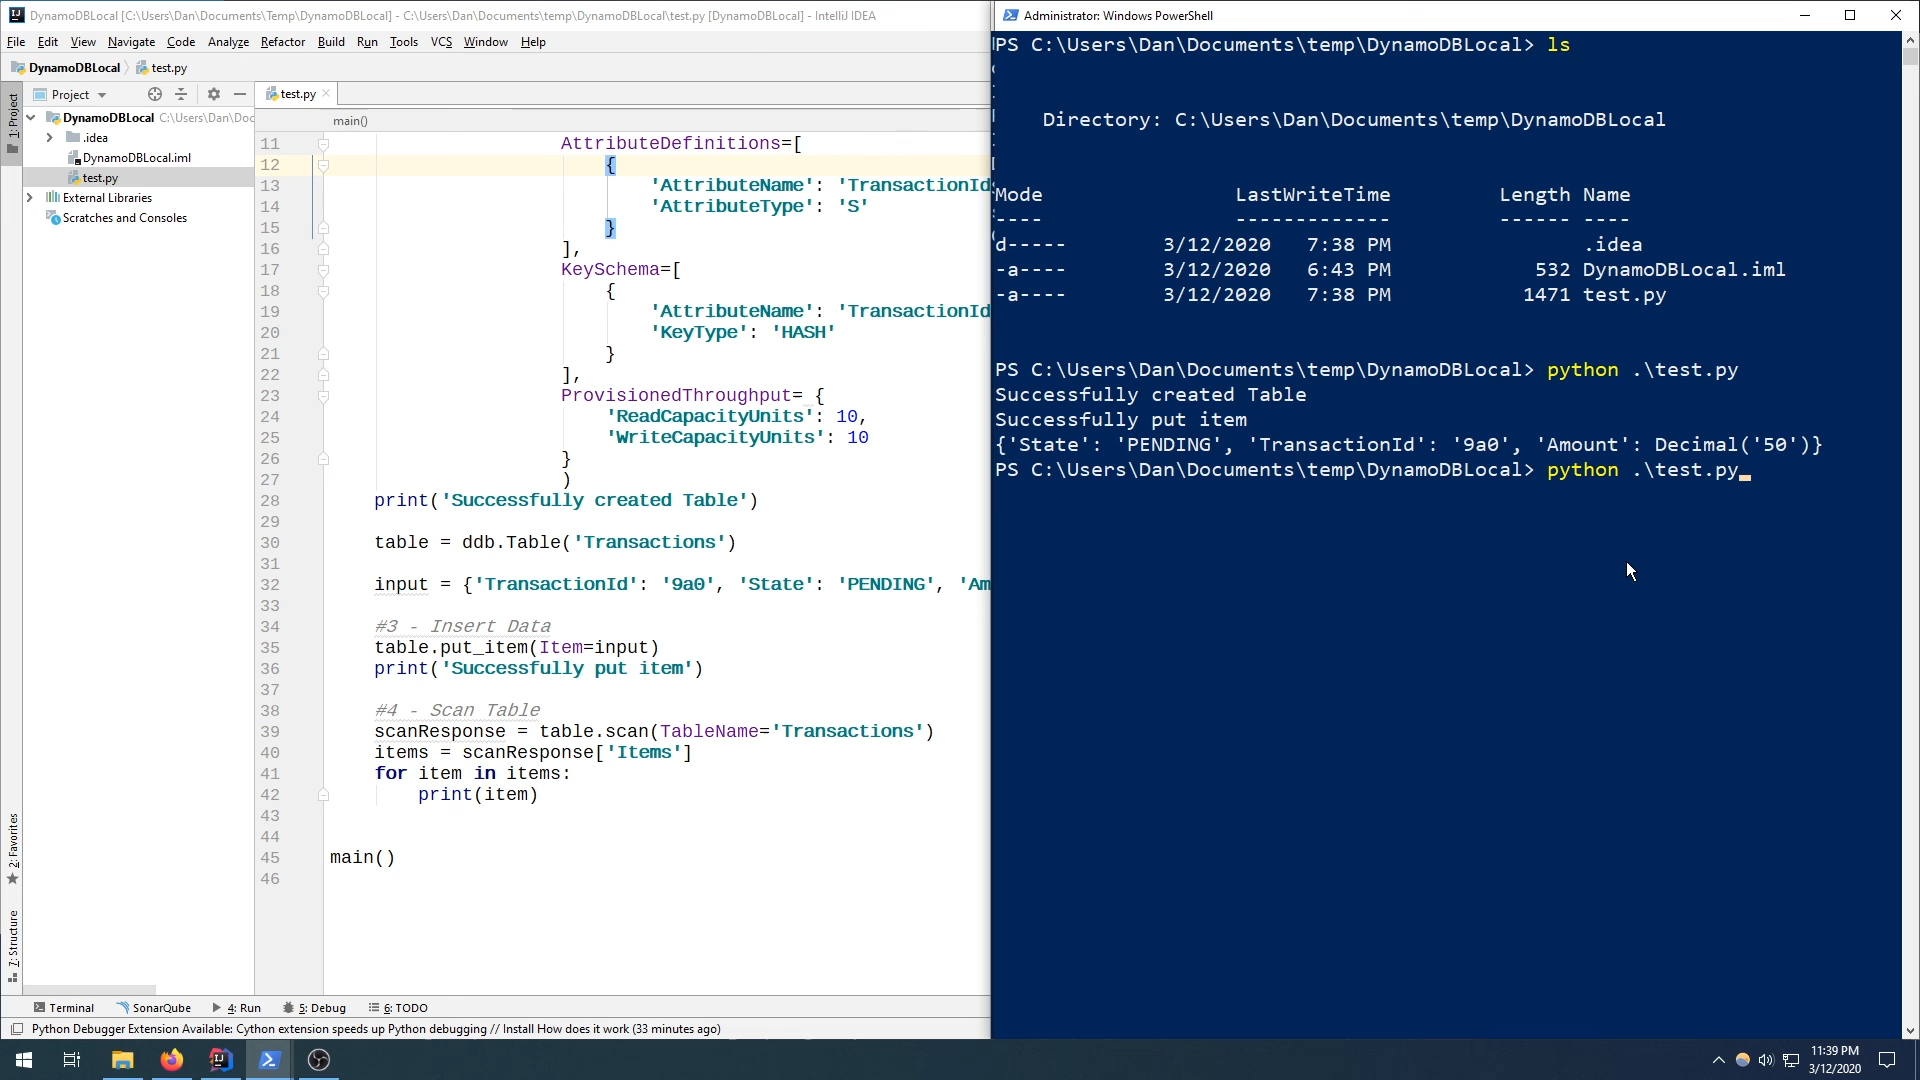 DynamoDBLocal [C:\Users\Dan\Documents\Temp\DynamoDBLocal] - C:\Users\Dan\Documents\temp\DynamoDBLocal\test.py [DynamoDBLocal] - IntelliJ IDEA
File Edit View Navigate Code Analyze Refactor Build Run Tools VCS Window Help
DynamoDBLocal test.py
Project
test.py
1: Project
DynamoDBLocal C:\Users\Dan\Doc
.idea
DynamoDBLocal.iml
test.py
External Libraries
Scratches and Consoles
2: Favorites
7: Structure
main()
11 AttributeDefinitions=[
12 {
13 'AttributeName': 'TransactionId
14 'AttributeType': 'S'
15 }
16 ],
17 KeySchema=[
18 {
19 'AttributeName': 'TransactionId
20 'KeyType': 'HASH'
21 }
22 ],
23 ProvisionedThroughput= {
24 'ReadCapacityUnits': 10,
25 'WriteCapacityUnits': 10
26 }
27 )
28 print('Successfully created Table')
29
30 table = ddb.Table('Transactions')
31
32 input = {'TransactionId': '9a0', 'State': 'PENDING', 'Am
33
34 #3 - Insert Data
35 table.put_item(Item=input)
36 print('Successfully put item')
37
38 #4 - Scan Table
39 scanResponse = table.scan(TableName='Transactions')
40 items = scanResponse['Items']
41 for item in items:
42 print(item)
43
44
45 main()
46
Terminal SonarQube 4: Run 5: Debug 6: TODO
Python Debugger Extension Available: Cython extension speeds up Python debugging // Install How does it work (33 minutes ago)
Administrator: Windows PowerShell
PS C:\Users\Dan\Documents\temp\DynamoDBLocal> ls
Directory: C:\Users\Dan\Documents\temp\DynamoDBLocal
Mode LastWriteTime Length Name
---- ------------- ------ ----
d----- 3/12/2020 7:38 PM .idea
-a---- 3/12/2020 6:43 PM 532 DynamoDBLocal.iml
-a---- 3/12/2020 7:38 PM 1471 test.py
PS C:\Users\Dan\Documents\temp\DynamoDBLocal> python .\test.py
Successfully created Table
Successfully put item
{'State': 'PENDING', 'TransactionId': '9a0', 'Amount': Decimal('50')}
PS C:\Users\Dan\Documents\temp\DynamoDBLocal> python .\test.py
11:39 PM
3/12/2020